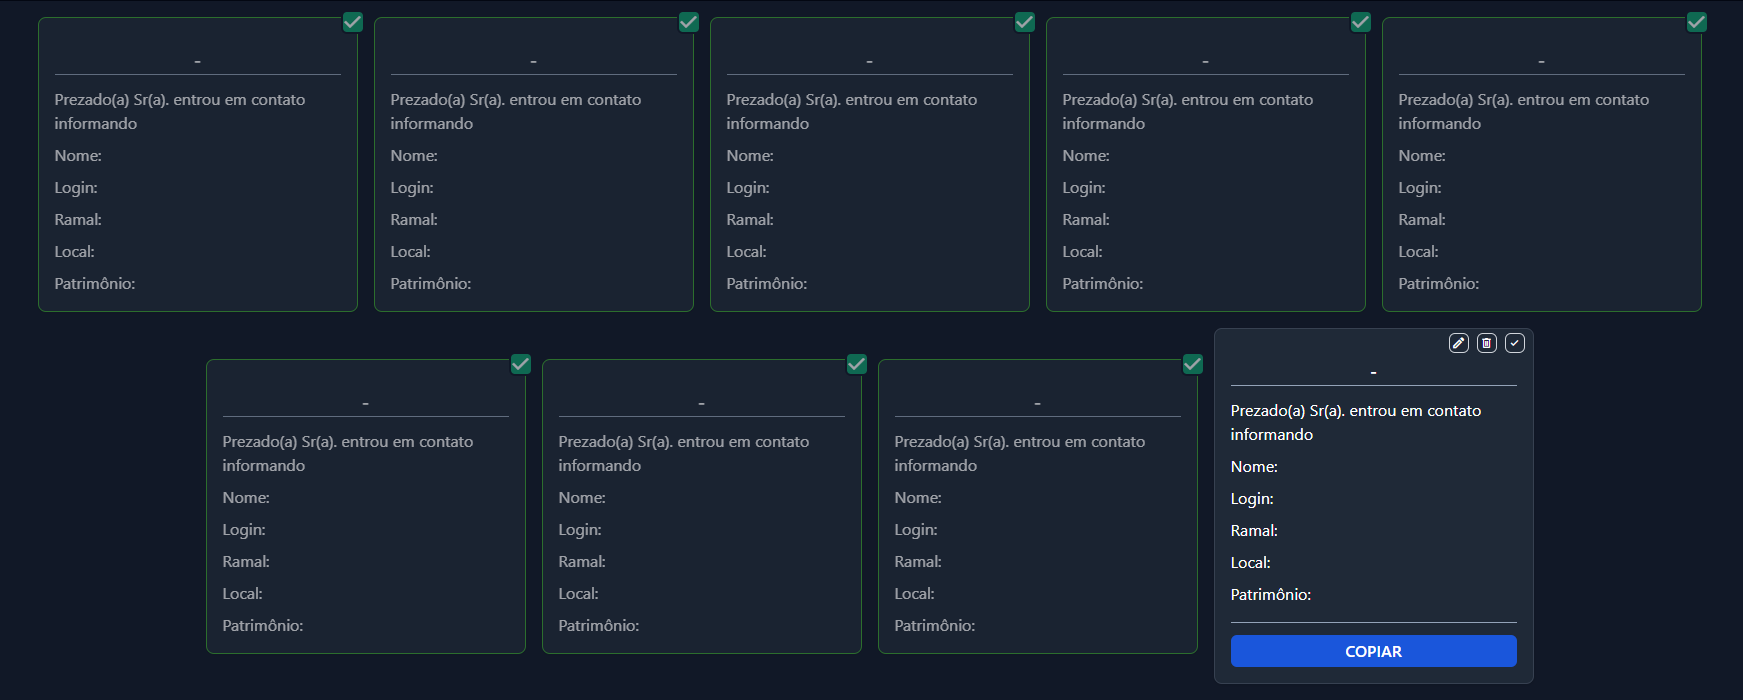 -
Prezado(a) Sr(a). entrou em contato
informando
Nome:
Login:
Ramal:
Local:
Patrimônio:
-
Prezado(a) Sr(a). entrou em contato
informando
Nome:
Login:
Ramal:
Local:
Patrimônio:
-
Prezado(a) Sr(a). entrou em contato
informando
Nome:
Login:
Ramal:
Local:
Patrimônio:
-
Prezado(a) Sr(a). entrou em contato
informando
Nome:
Login:
Ramal:
Local:
Patrimônio:
-
Prezado(a) Sr(a). entrou em contato
informando
Nome:
Login:
Ramal:
Local:
Patrimônio:
-
Prezado(a) Sr(a). entrou em contato
informando
Nome:
Login:
Ramal:
Local:
Patrimônio:
-
Prezado(a) Sr(a). entrou em contato
informando
Nome:
Login:
Ramal:
Local:
Patrimônio:
-
Prezado(a) Sr(a). entrou em contato
informando
Nome:
Login:
Ramal:
Local:
Patrimônio:
-
Prezado(a) Sr(a). entrou em contato
informando
Nome:
Login:
Ramal:
Local:
Patrimônio:
COPIAR